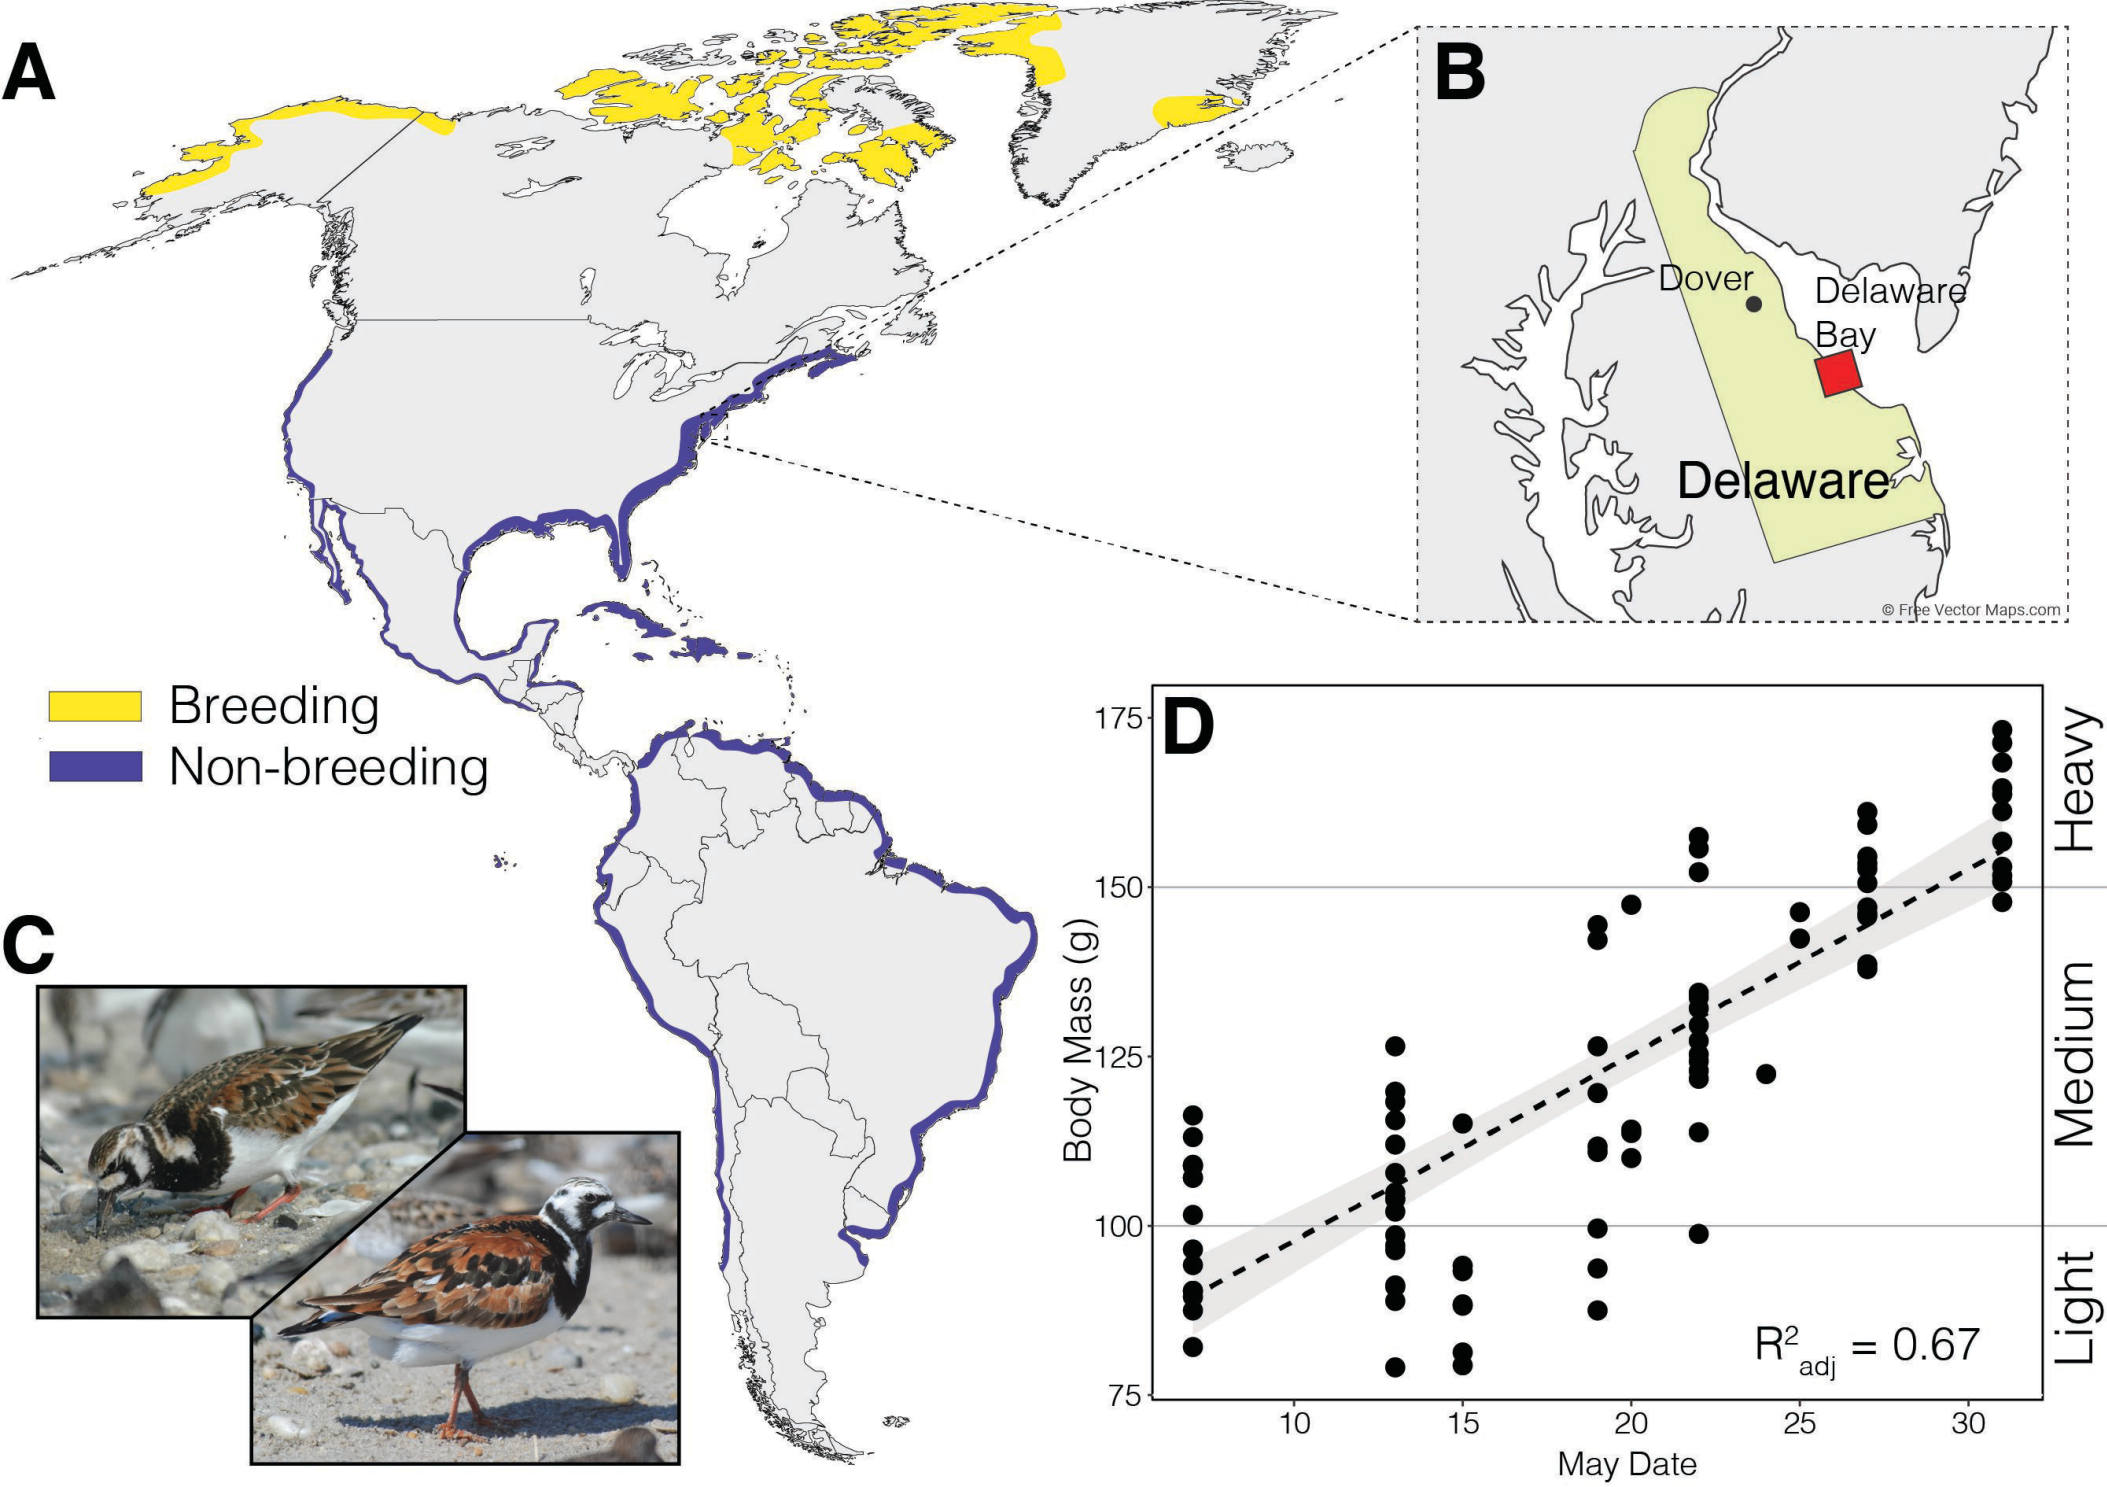 A
B
Dover
Delaware
Bay
Delaware
© Free Vector Maps.com
Breeding
Non-breeding
C
D
175
150
125
100
75
Body Mass (g)
10
15
20
25
30
May Date
R²adj = 0.67
Heavy
Medium
Light